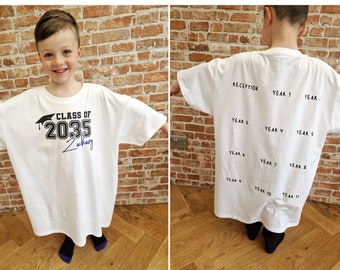 CLASS OF
2035
Zachary
RECEPTION YEAR 1 YEAR 2
YEAR 3 YEAR 4 YEAR 5
YEAR 6 YEAR 7 YEAR 8
YEAR 9 YEAR 10 YEAR 11